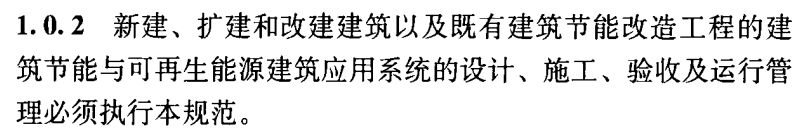 1.0.2 新建、扩建和改建建筑以及既有建筑节能改造工程的建
筑节能与可再生能源建筑应用系统的设计、施工、验收及运行管
理必须执行本规范。